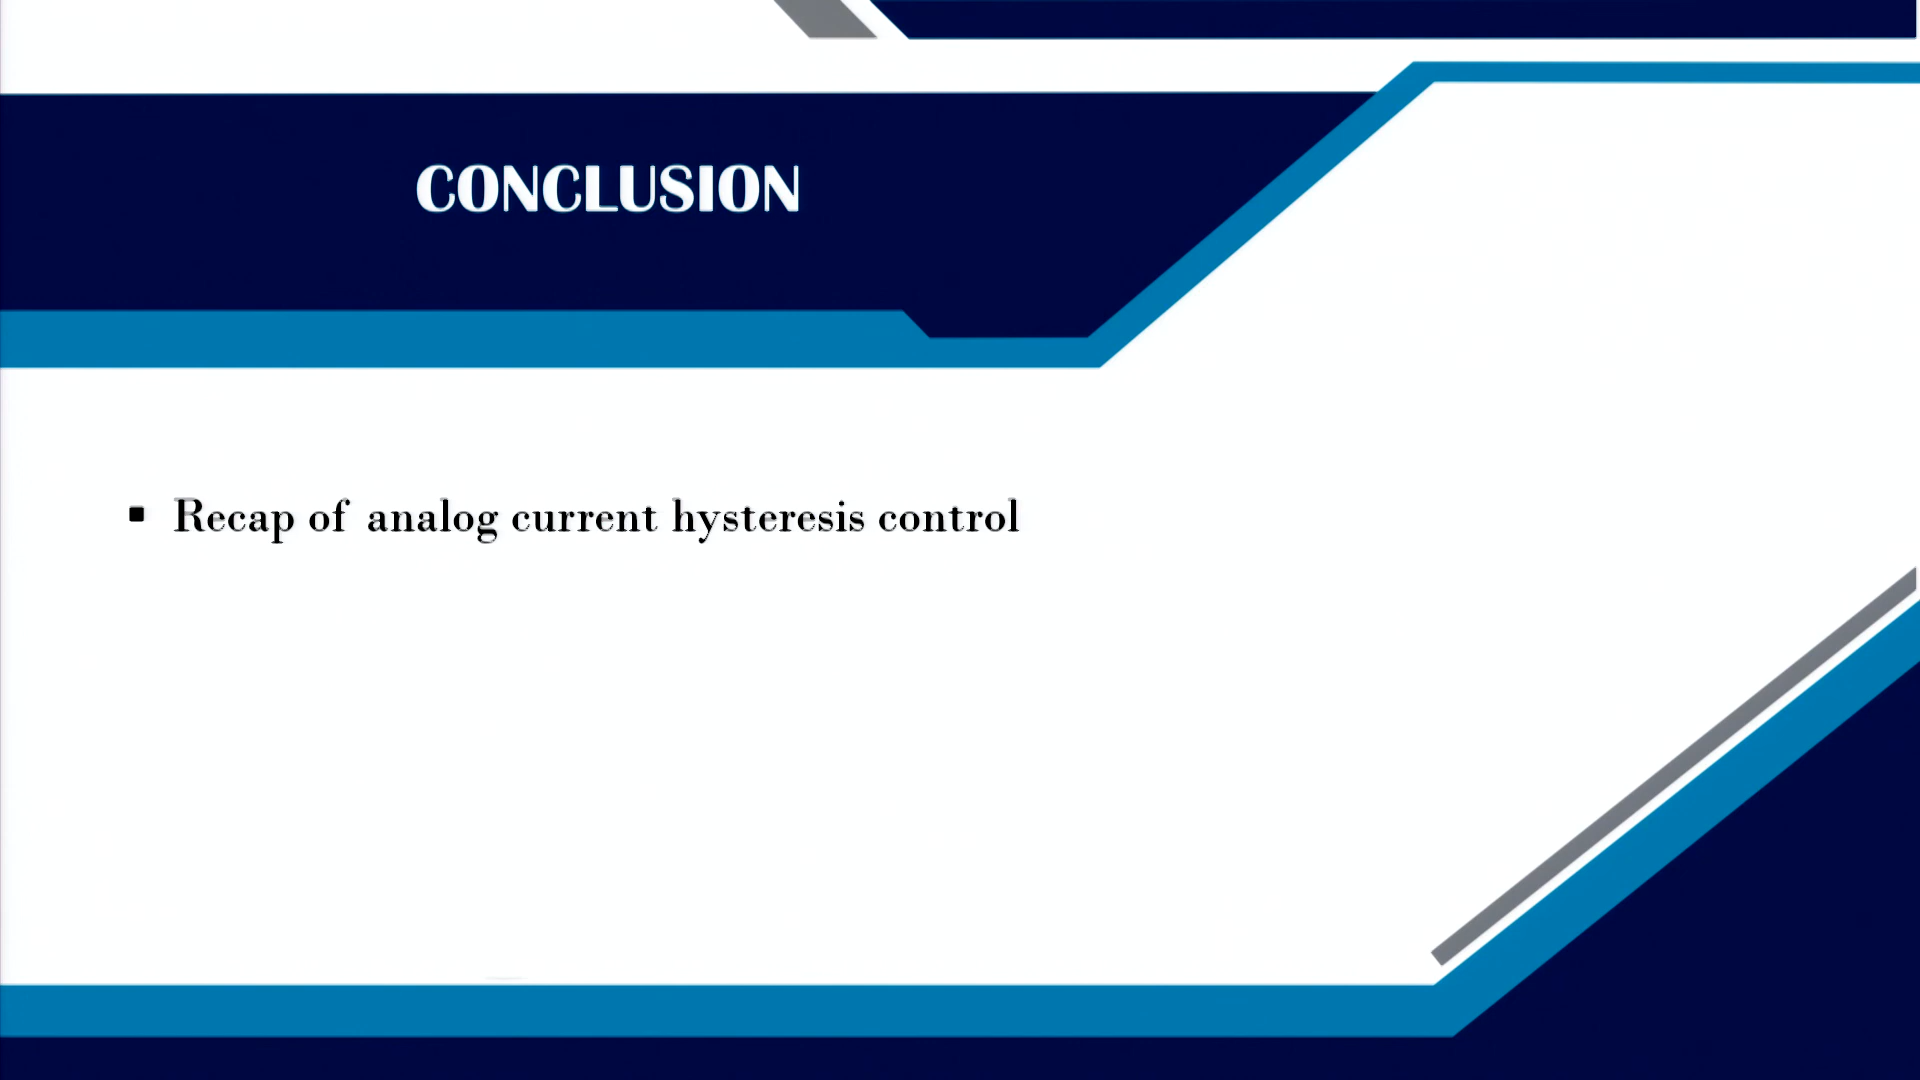 CONCLUSION
▪ Recap of analog current hysteresis control